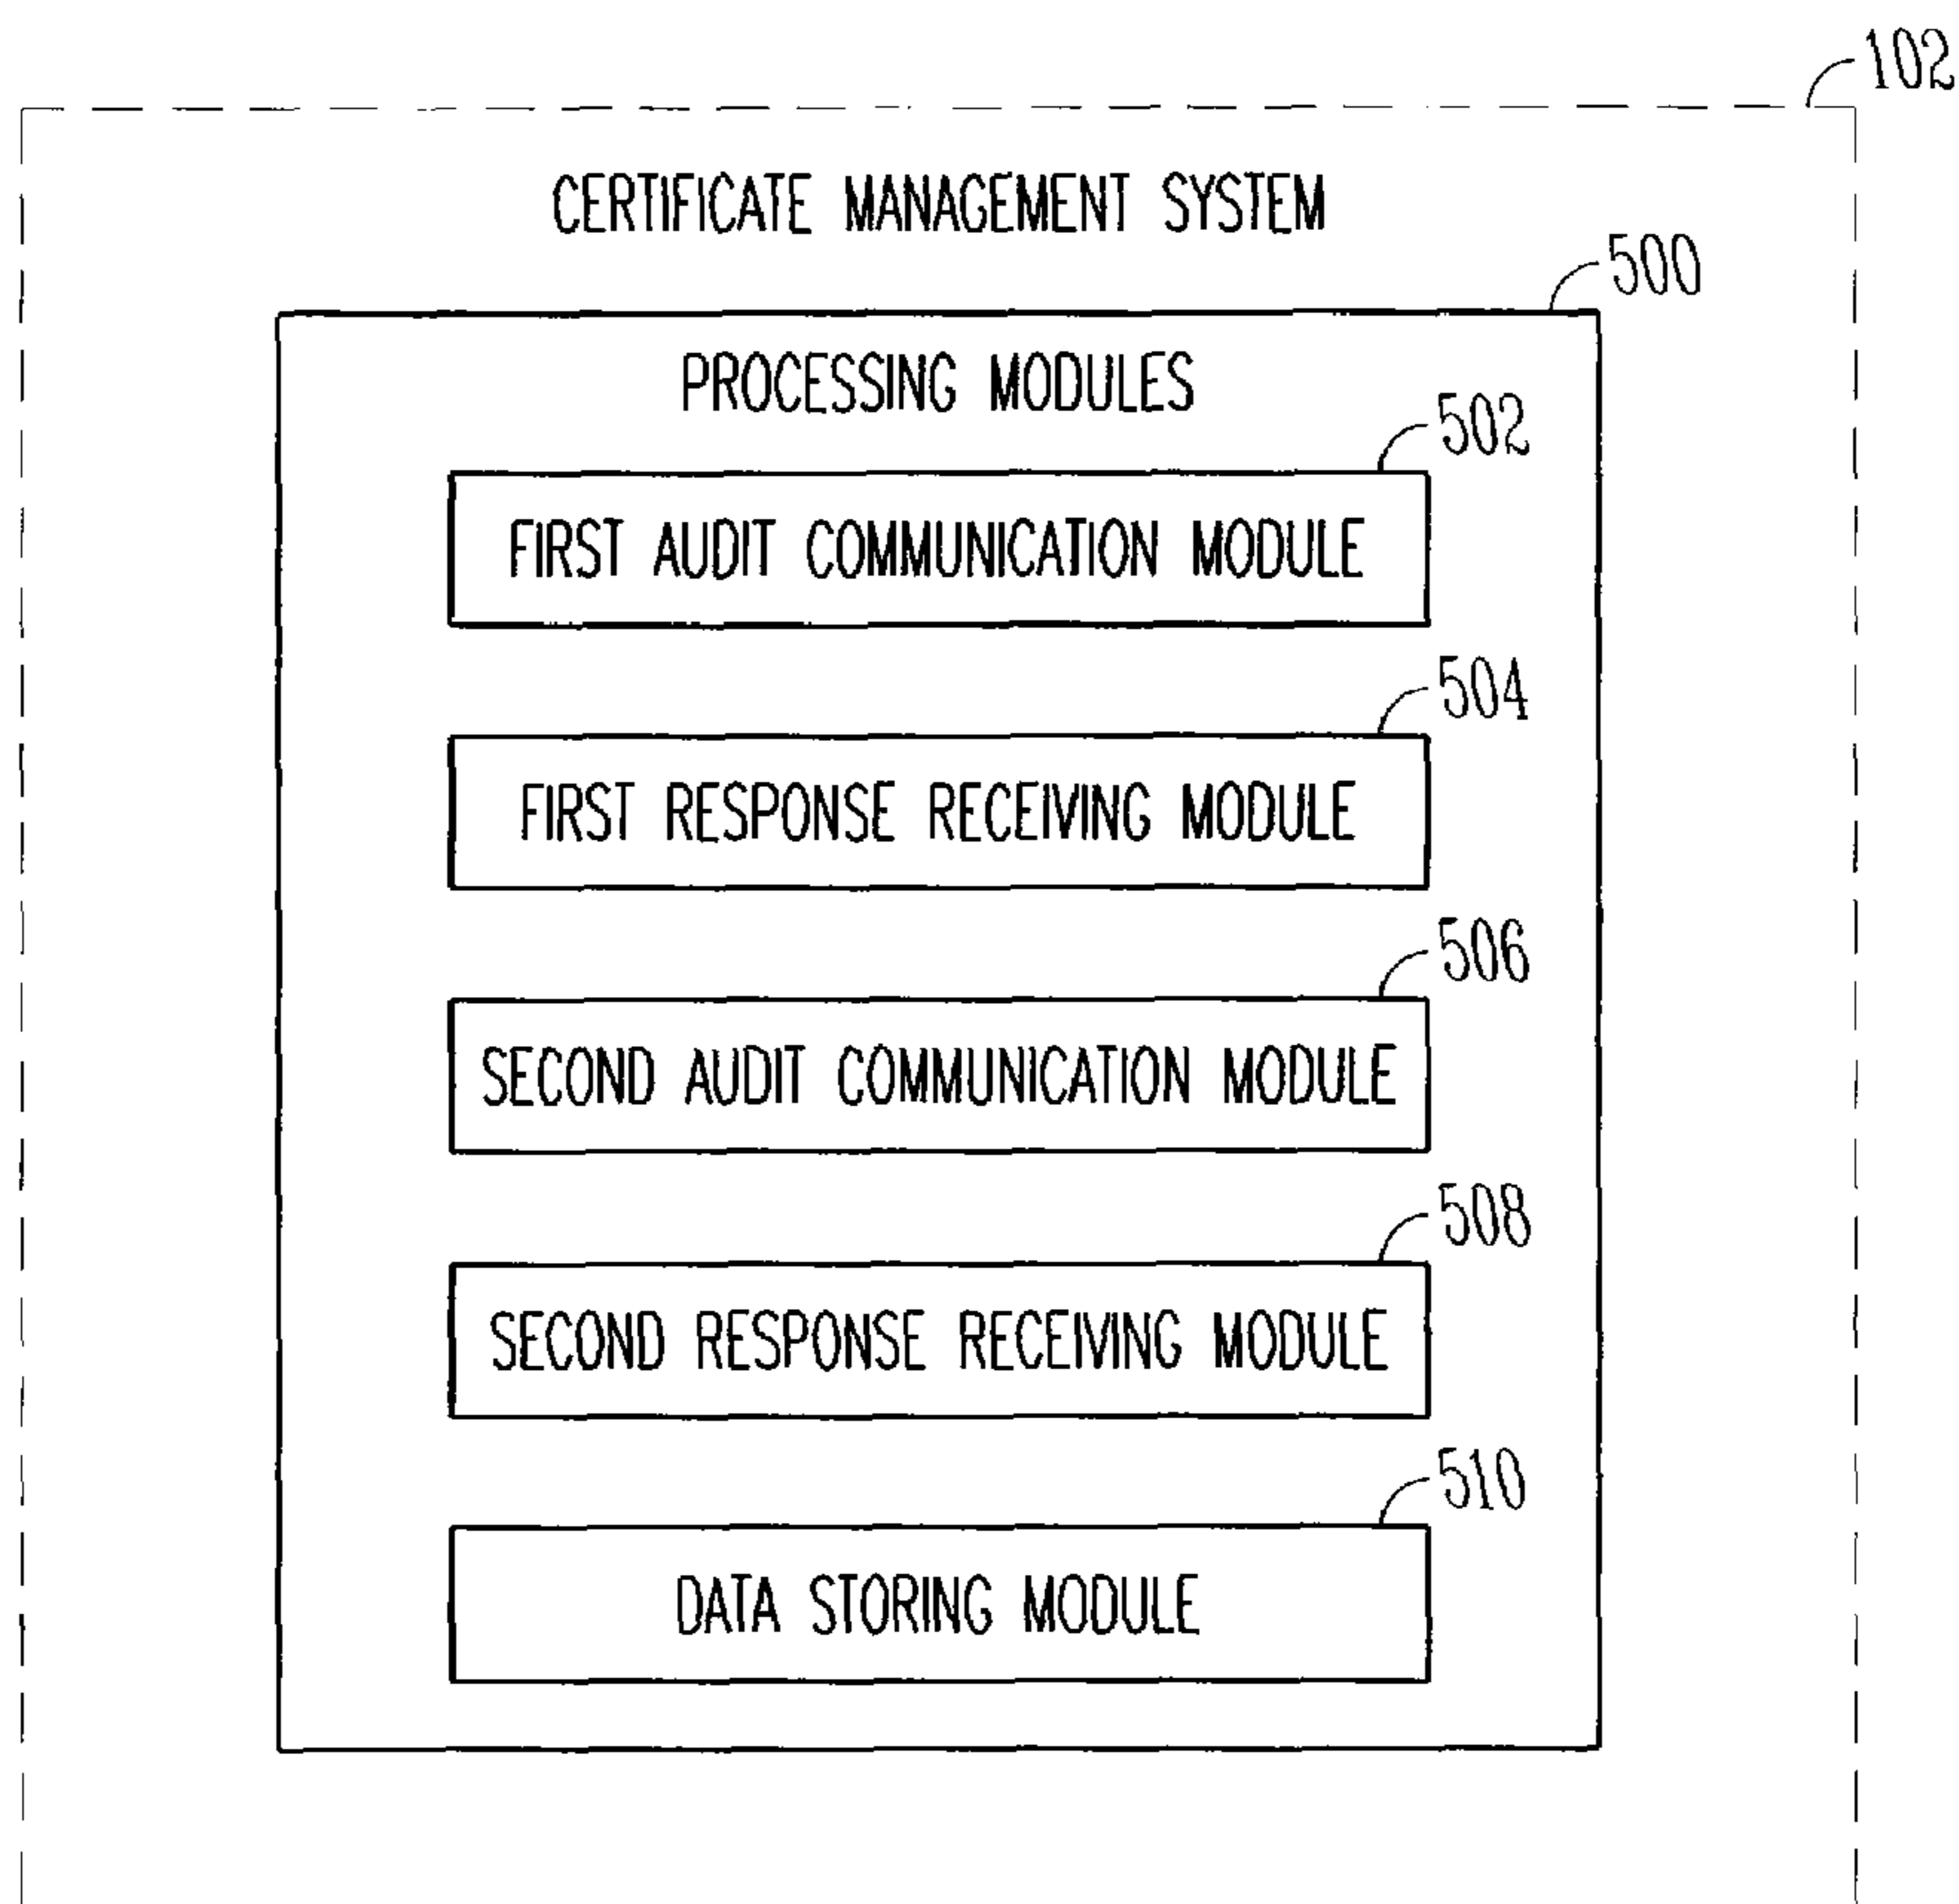 102
CERTIFICATE MANAGEMENT SYSTEM
500
PROCESSING MODULES
502
FIRST AUDIT COMMUNICATION MODULE
504
FIRST RESPONSE RECEIVING MODULE
506
SECOND AUDIT COMMUNICATION MODULE
508
SECOND RESPONSE RECEIVING MODULE
510
DATA STORING MODULE